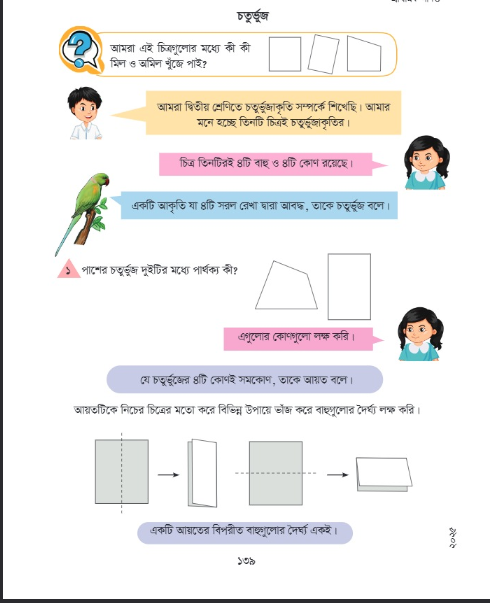 চতুর্ভুজ
আমরা এই চিত্রগুলোর মধ্যে কী কী
মিল ও অমিল খুঁজে পাই?
আমরা দ্বিতীয় শ্রেণিতে চতুর্ভুজাকৃতি সম্পর্কে শিখেছি। আমার
মনে হচ্ছে তিনটি চিত্রই চতুর্ভুজাকৃতির।
চিত্র তিনটিরই ৪টি বাহু ও ৪টি কোণ রয়েছে।
একটি আকৃতি যা ৪টি সরল রেখা দ্বারা আবদ্ধ, তাকে চতুর্ভুজ বলে।
১ পাশের চতুর্ভুজ দুইটির মধ্যে পার্থক্য কী?
এগুলোর কোণগুলো লক্ষ করি।
যে চতুর্ভুজের ৪টি কোণই সমকোণ, তাকে আয়ত বলে।
আয়তটিকে নিচের চিত্রের মতো করে বিভিন্ন উপায়ে ভাঁজ করে বাহুগুলোর দৈর্ঘ্য লক্ষ করি।
একটি আয়তের বিপরীত বাহুগুলোর দৈর্ঘ্য একই।
১৩৯